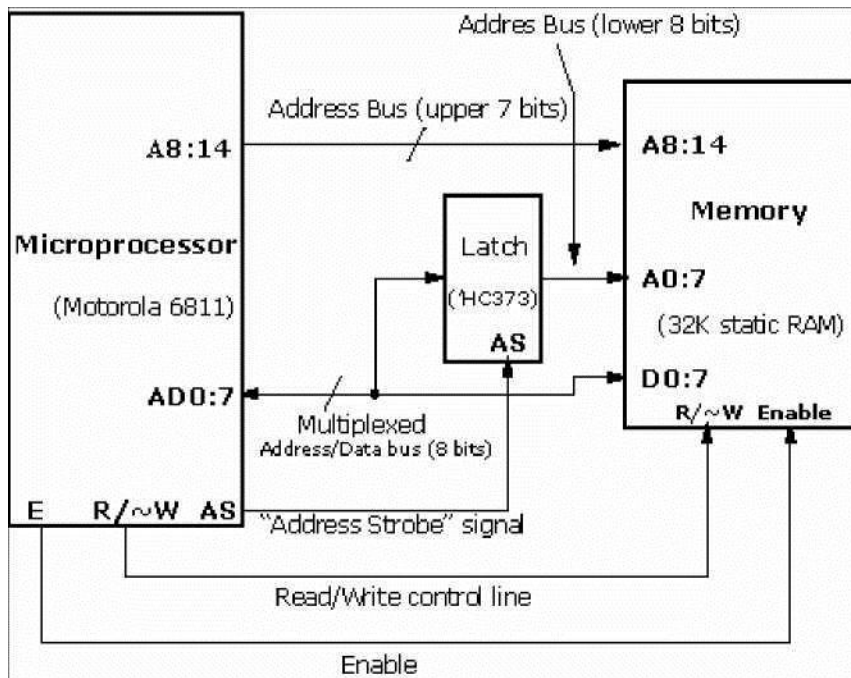 Addres Bus (lower 8 bits)
Address Bus (upper 7 bits)
A8:14
A8:14
Memory
Latch
Microprocessor
('HC373)
A0:7
(Motorola 6811)
(32K static RAM)
AS
AD0:7
D0:7
Multiplexed
R/~W Enable
Address/Data bus (8 bits)
E R/~W AS
"Address Strobe" signal
Read/Write control line
Enable